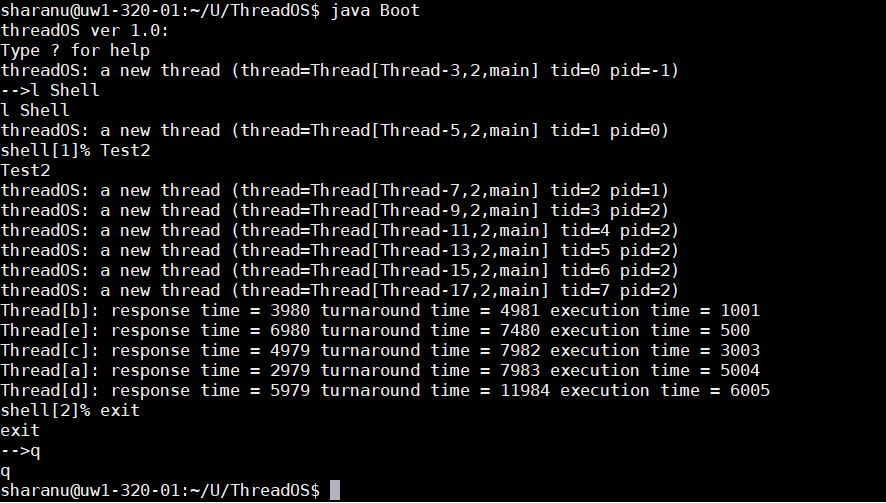 sharanu@uw1-320-01:~/U/ThreadOS$ java Boot
threadOS ver 1.0:
Type ? for help
threadOS: a new thread (thread=Thread[Thread-3,2,main] tid=0 pid=-1)
-->l Shell
l Shell
threadOS: a new thread (thread=Thread[Thread-5,2,main] tid=1 pid=0)
shell[1]% Test2
Test2
threadOS: a new thread (thread=Thread[Thread-7,2,main] tid=2 pid=1)
threadOS: a new thread (thread=Thread[Thread-9,2,main] tid=3 pid=2)
threadOS: a new thread (thread=Thread[Thread-11,2,main] tid=4 pid=2)
threadOS: a new thread (thread=Thread[Thread-13,2,main] tid=5 pid=2)
threadOS: a new thread (thread=Thread[Thread-15,2,main] tid=6 pid=2)
threadOS: a new thread (thread=Thread[Thread-17,2,main] tid=7 pid=2)
Thread[b]: response time = 3980 turnaround time = 4981 execution time = 1001
Thread[e]: response time = 6980 turnaround time = 7480 execution time = 500
Thread[c]: response time = 4979 turnaround time = 7982 execution time = 3003
Thread[a]: response time = 2979 turnaround time = 7983 execution time = 5004
Thread[d]: response time = 5979 turnaround time = 11984 execution time = 6005
shell[2]% exit
exit
-->q
q
sharanu@uw1-320-01:~/U/ThreadOS$